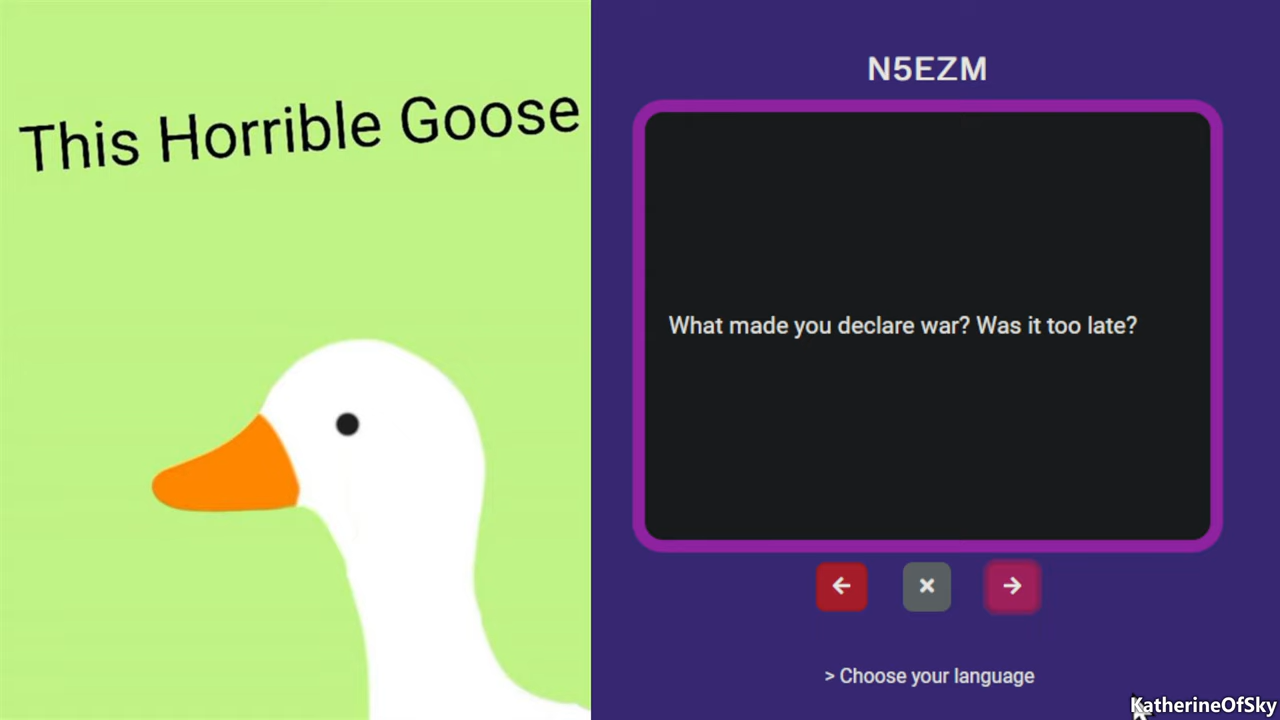 This Horrible Goose
N5EZM
What made you declare war? Was it too late?
> Choose your language
KatherineOfSky